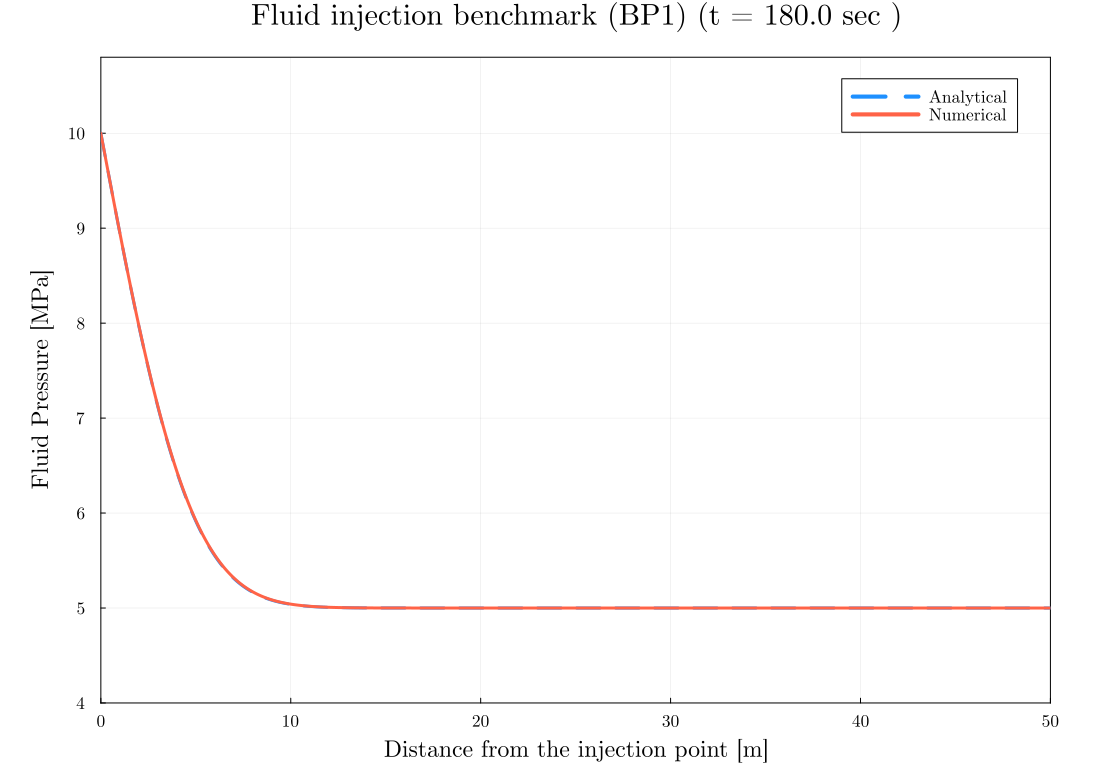 Fluid injection benchmark (BP1) (t = 180.0 sec )
Analytical
Numerical
10
9
8
7
6
5
4
Fluid Pressure [MPa]
0 10 20 30 40 50
Distance from the injection point [m]